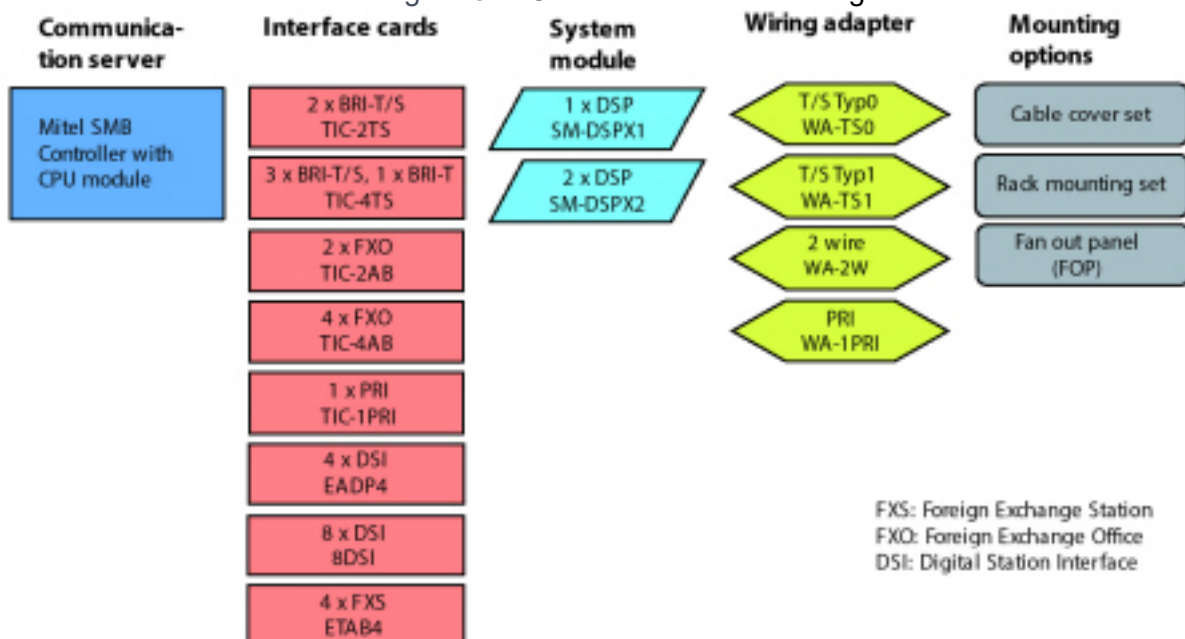 Communica-
tion server
Interface cards
System
module
Wiring adapter
Mounting
options
Mitel SMB
Controller with
CPU module
2 x BRI-T/S
TIC-2TS
3 x BRI-T/S, 1 x BRI-T
TIC-4TS
2 x FXO
TIC-2AB
4 x FXO
TIC-4AB
1 x PRI
TIC-1PRI
4 x DSI
EADP4
8 x DSI
8DSI
4 x FXS
ETAB4
1 x DSP
SM-DSPX1
2 x DSP
SM-DSPX2
T/S Typ0
WA-TS0
T/S Typ1
WA-TS1
2 wire
WA-2W
PRI
WA-1PRI
Cable cover set
Rack mounting set
Fan out panel
(FOP)
FXS: Foreign Exchange Station
FXO: Foreign Exchange Office
DSI: Digital Station Interface